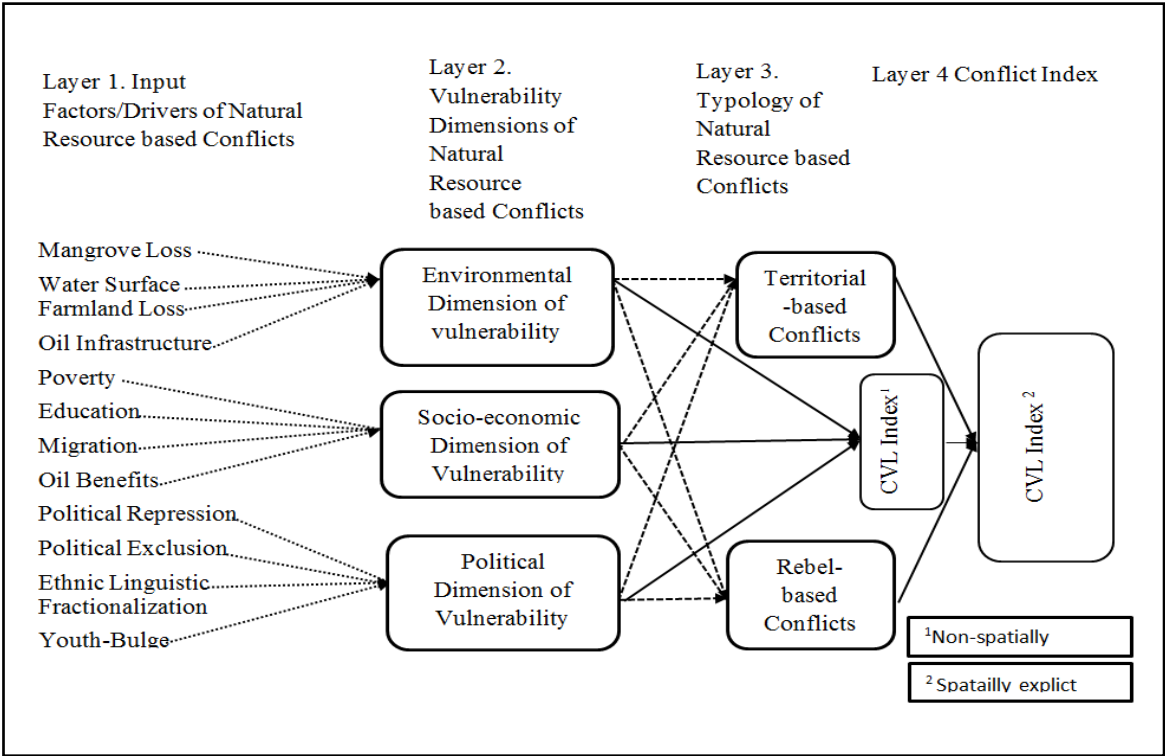 Layer 1. Input
Factors/Drivers of Natural
Resource based Conflicts
Layer 2.
Vulnerability
Dimensions of
Natural
Resource
based Conflicts
Layer 3.
Typology of
Natural
Resource based
Conflicts
Layer 4 Conflict Index
Mangrove Loss
Water Surface
Farmland Loss
Oil Infrastructure
Poverty
Education
Migration
Oil Benefits
Political Repression
Political Exclusion
Ethnic Linguistic
Fractionalization
Youth-Bulge
Environmental
Dimension of
vulnerability
Socio-economic
Dimension of
Vulnerability
Political
Dimension of
Vulnerability
Territorial
-based
Conflicts
Rebel-
based
Conflicts
CVL Index¹
CVL Index²
¹Non-spatially
² Spatailly explict